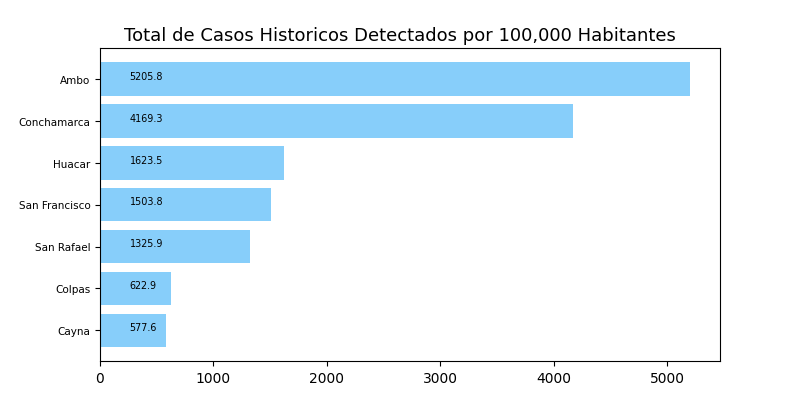 Total de Casos Historicos Detectados por 100,000 Habitantes
Ambo 5205.8
Conchamarca 4169.3
Huacar 1623.5
San Francisco 1503.8
San Rafael 1325.9
Colpas 622.9
Cayna 577.6
0 1000 2000 3000 4000 5000